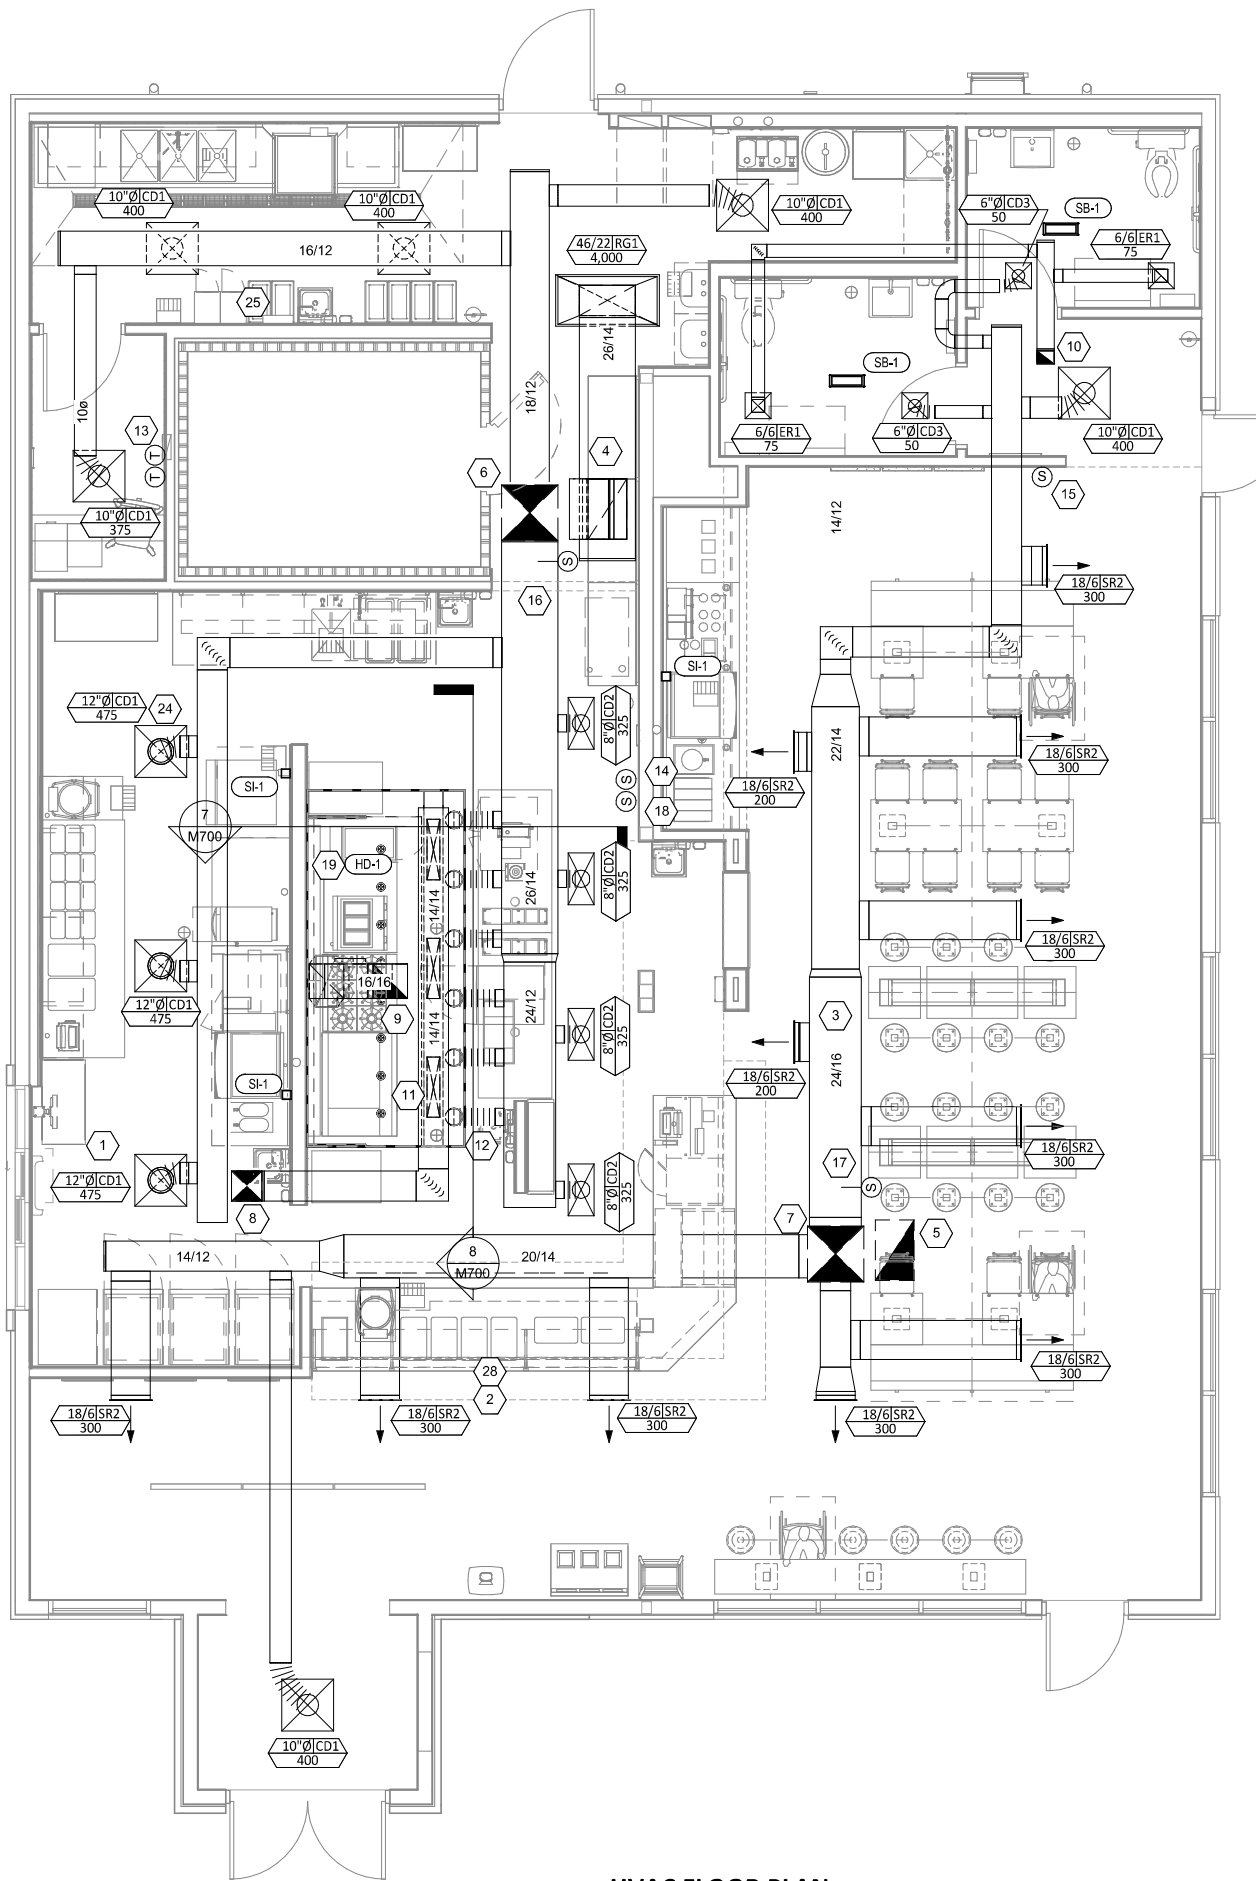 10"Ø CD1
400
10"Ø CD1
400
10"Ø CD1
400
6"Ø CD3
50
SB-1
6/6 ER1
75
16/12
46/22 RG1
4,000
25
26/14
18/12
SB-1
10
10ø
13
T
T
6
4
6/6 ER1
75
6"Ø CD3
50
10"Ø CD1
400
S
15
10"Ø CD1
375
14/12
S
16
18/6 SR2
300
SI-1
12"Ø CD1
475
24
8"Ø CD2
325
22/14
18/6 SR2
300
S
S
14
18
18/6 SR2
200
SI-1
7
M700
19
HD-1
14/14
26/14
8"Ø CD2
325
18/6 SR2
300
12"Ø CD1
475
16/16
9
14/14
24/12
8"Ø CD2
325
3
24/16
18/6 SR2
200
SI-1
11
1
12
17
18/6 SR2
300
12"Ø CD1
475
8"Ø CD2
325
S
8
7
5
14/12
8
M700
20/14
28
2
18/6 SR2
300
18/6 SR2
300
18/6 SR2
300
18/6 SR2
300
18/6 SR2
300
10"Ø CD1
400
HVAC FLOOR PLAN